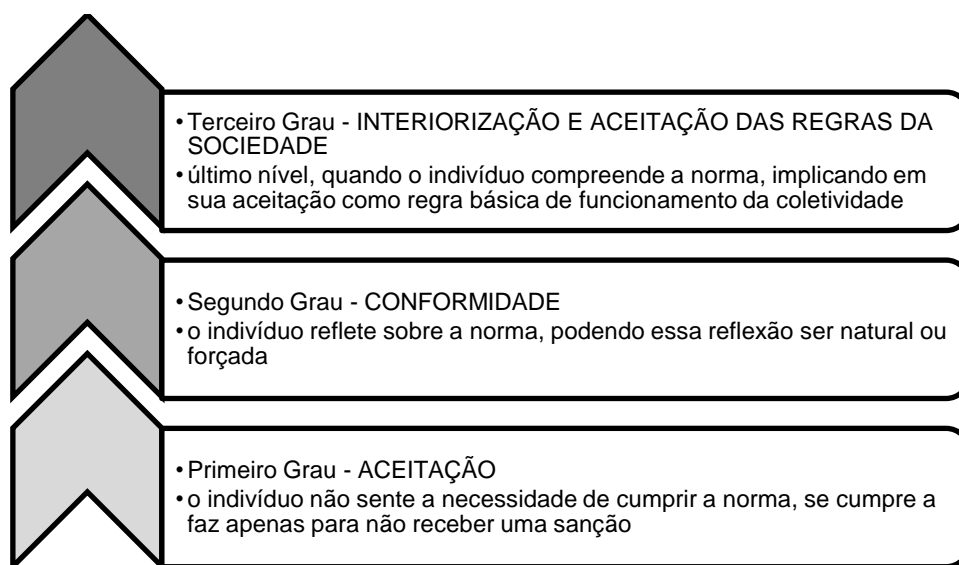 • Terceiro Grau - INTERIORIZAÇÃO E ACEITAÇÃO DAS REGRAS DA
SOCIEDADE
• último nível, quando o indivíduo compreende a norma, implicando em
sua aceitação como regra básica de funcionamento da coletividade
• Segundo Grau - CONFORMIDADE
• o indivíduo reflete sobre a norma, podendo essa reflexão ser natural ou
forçada
• Primeiro Grau - ACEITAÇÃO
• o indivíduo não sente a necessidade de cumprir a norma, se cumpre a
faz apenas para não receber uma sanção